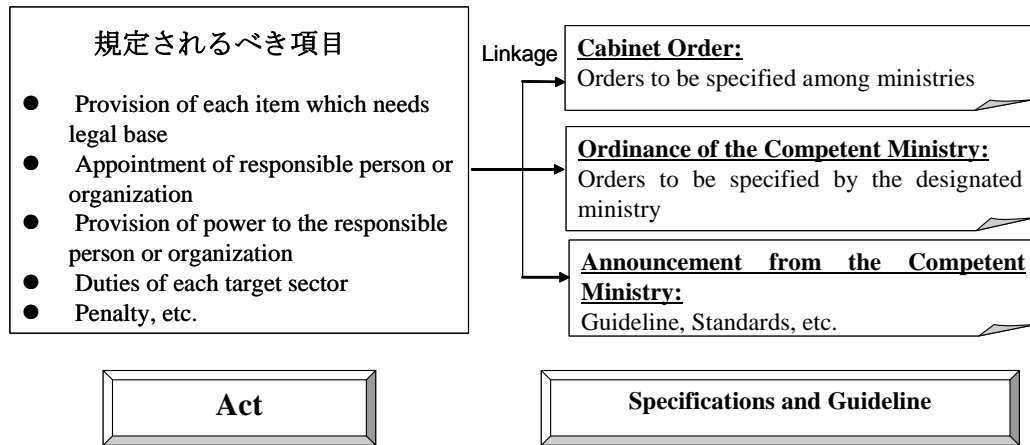 規定されるべき項目
● Provision of each item which needs
legal base
● Appointment of responsible person or
organization
● Provision of power to the responsible
person or organization
● Duties of each target sector
● Penalty, etc.
Linkage
Cabinet Order:
Orders to be specified among ministries
Ordinance of the Competent Ministry:
Orders to be specified by the designated
ministry
Announcement from the Competent
Ministry:
Guideline, Standards, etc.
Act
Specifications and Guideline